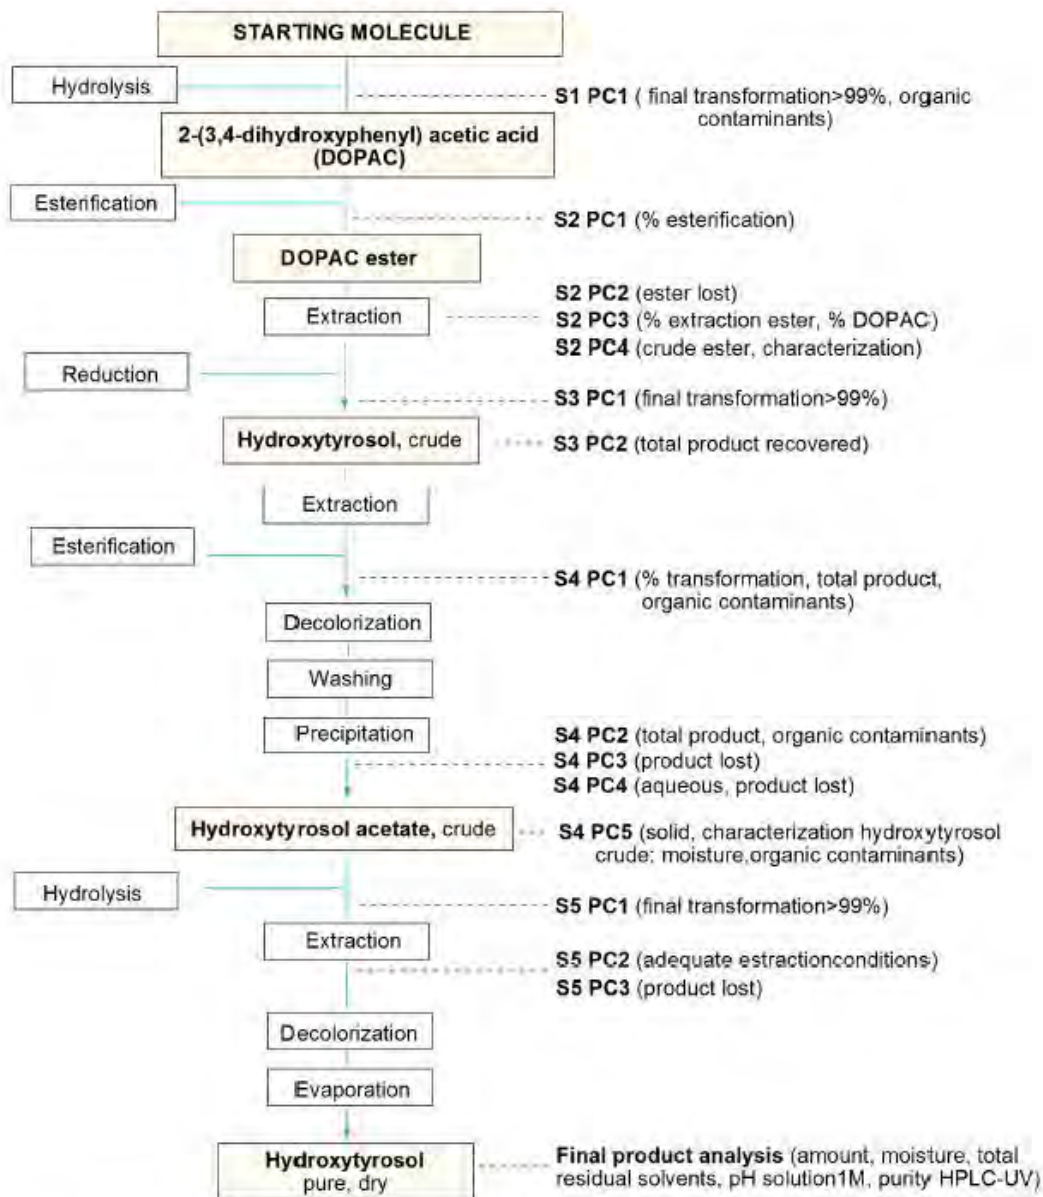 STARTING MOLECULE
Hydrolysis
S1 PC1 ( final transformation>99%, organic
contaminants)
2-(3,4-dihydroxyphenyl) acetic acid
(DOPAC)
Esterification
S2 PC1 (% esterification)
DOPAC ester
S2 PC2 (ester lost)
Extraction
S2 PC3 (% extraction ester, % DOPAC)
S2 PC4 (crude ester, characterization)
Reduction
S3 PC1 (final transformation>99%)
Hydroxytyrosol, crude
S3 PC2 (total product recovered)
Extraction
Esterification
S4 PC1 (% transformation, total product,
organic contaminants)
Decolorization
Washing
Precipitation
S4 PC2 (total product, organic contaminants)
S4 PC3 (product lost)
S4 PC4 (aqueous, product lost)
Hydroxytyrosol acetate, crude
S4 PC5 (solid, characterization hydroxytyrosol
crude: moisture,organic contaminants)
Hydrolysis
S5 PC1 (final transformation>99%)
Extraction
S5 PC2 (adequate estractionconditions)
S5 PC3 (product lost)
Decolorization
Evaporation
Hydroxytyrosol
pure, dry
Final product analysis (amount, moisture, total
residual solvents, pH solution1M, purity HPLC-UV)